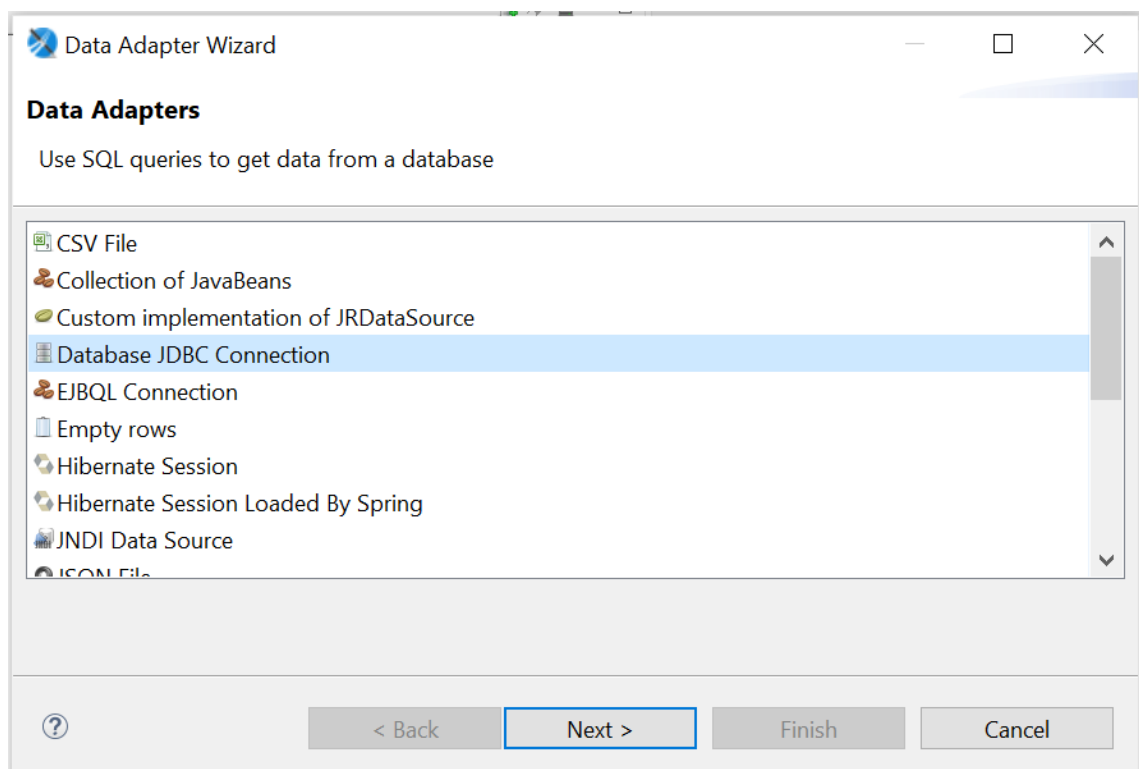 Data Adapter Wizard
Data Adapters
Use SQL queries to get data from a database
CSV File
Collection of JavaBeans
Custom implementation of JRDataSource
Database JDBC Connection
EJBQL Connection
Empty rows
Hibernate Session
Hibernate Session Loaded By Spring
JNDI Data Source
JSON File
? < Back Next > Finish Cancel